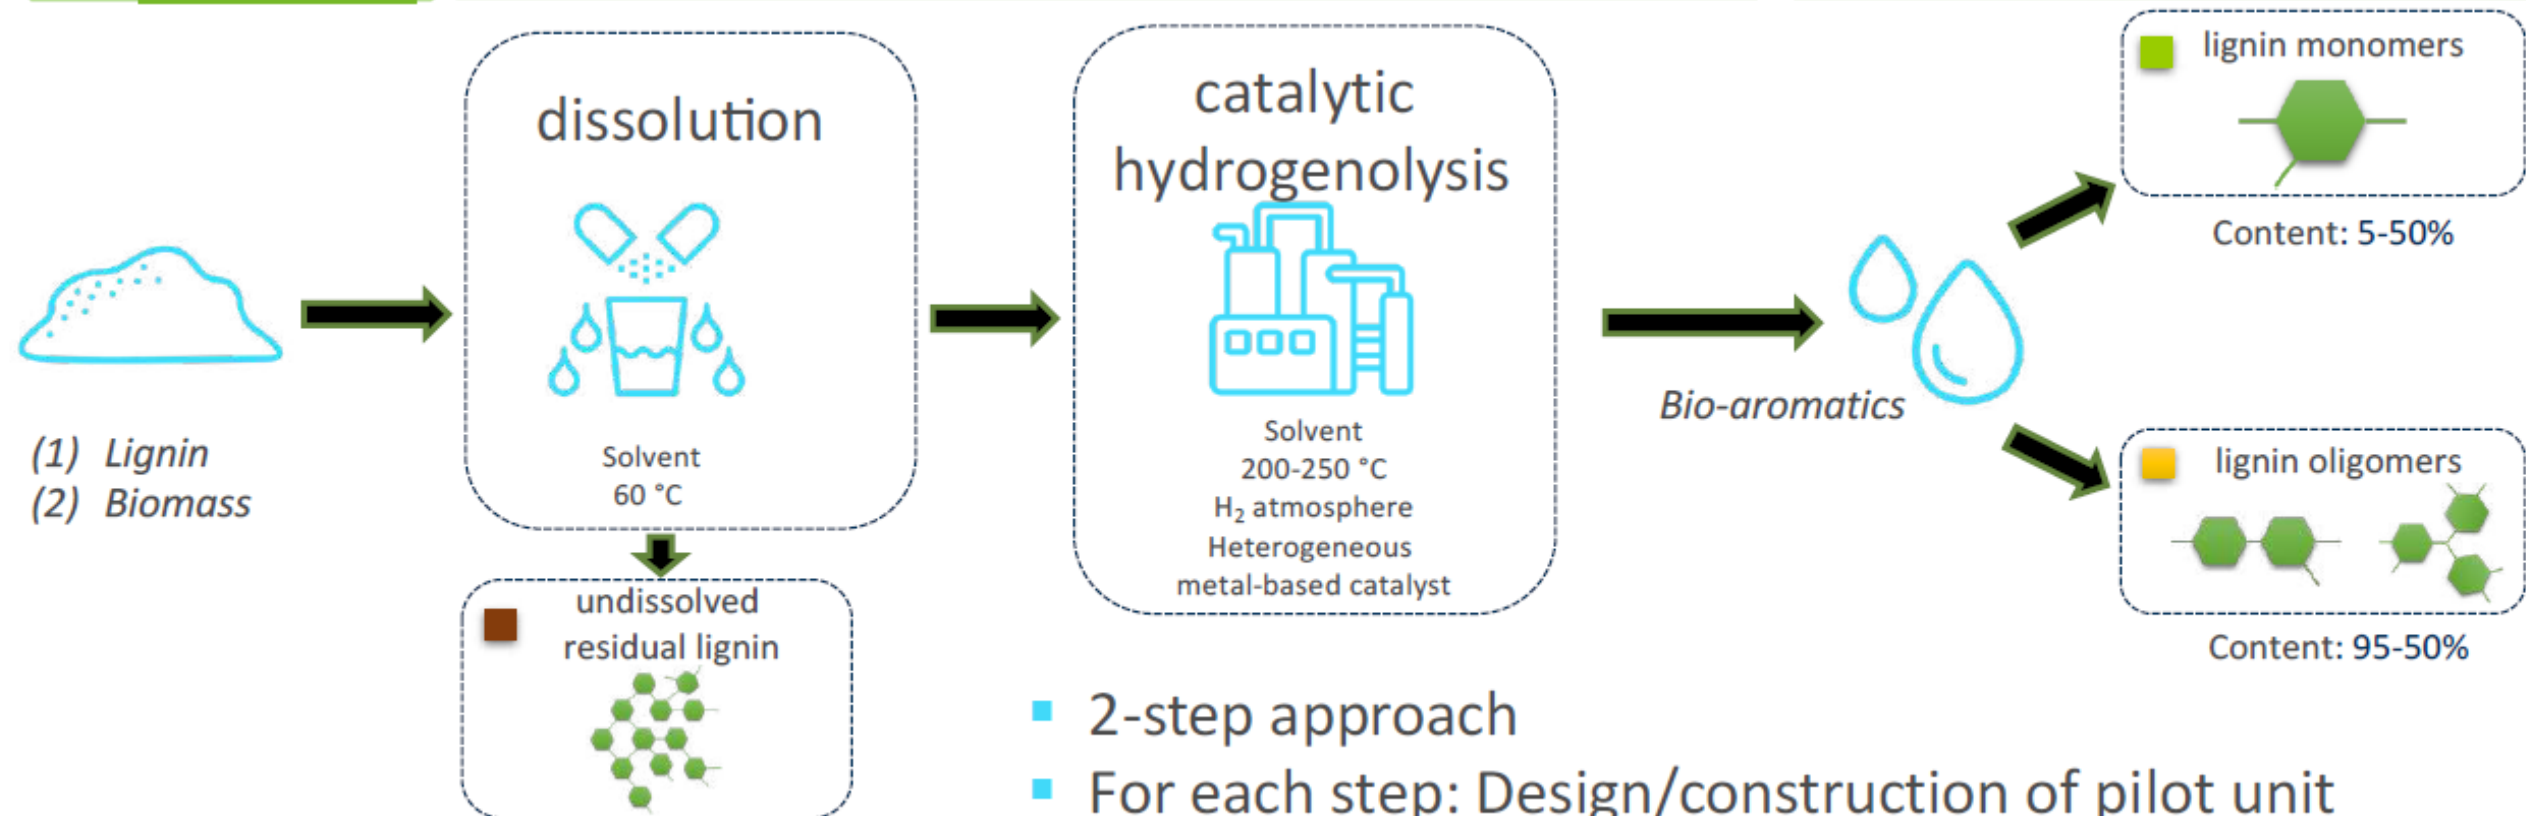 (1) Lignin
(2) Biomass
dissolution
Solvent
60 °C
undissolved
residual lignin
catalytic
hydrogenolysis
Solvent
200-250 °C
H₂ atmosphere
Heterogeneous
metal-based catalyst
Bio-aromatics
lignin monomers
Content: 5-50%
lignin oligomers
Content: 95-50%
▪ 2-step approach
▪ For each step: Design/construction of pilot unit